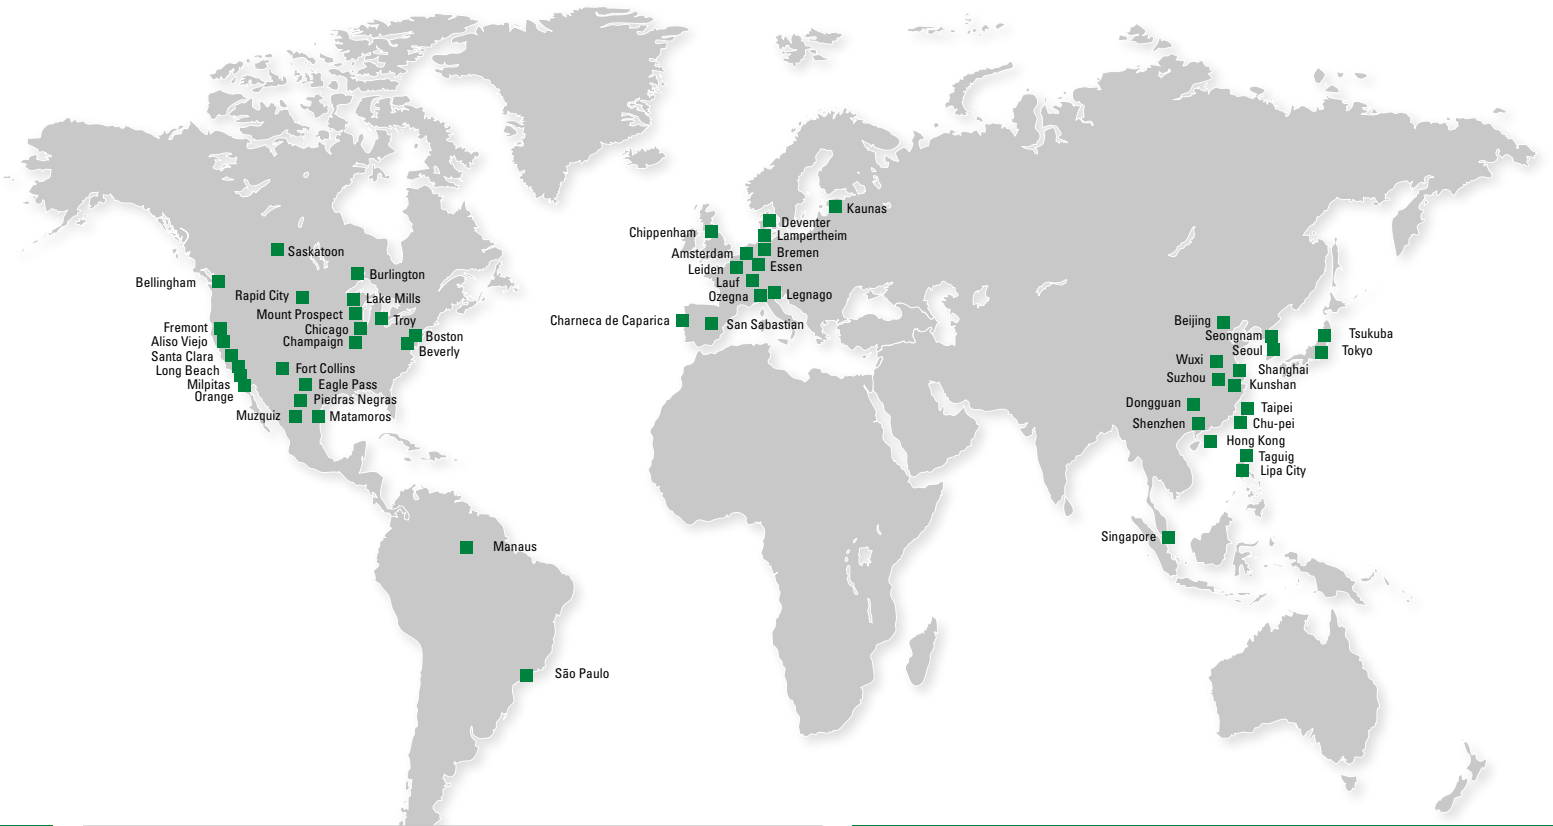 Saskatoon
Burlington
Bellingham
Rapid City
Lake Mills
Mount Prospect
Troy
Fremont
Chicago
Boston
Aliso Viejo
Champaign
Beverly
Santa Clara
Long Beach
Fort Collins
Milpitas
Eagle Pass
Orange
Piedras Negras
Muzquiz
Matamoros
Manaus
São Paulo
Kaunas
Chippenham
Deventer
Lampertheim
Amsterdam
Bremen
Leiden
Essen
Lauf
Ozegna
Legnago
Charneca de Caparica
San Sabastian
Beijing
Seongnam
Tsukuba
Seoul
Tokyo
Wuxi
Shanghai
Suzhou
Kunshan
Dongguan
Taipei
Shenzhen
Chu-pei
Hong Kong
Taguig
Lipa City
Singapore